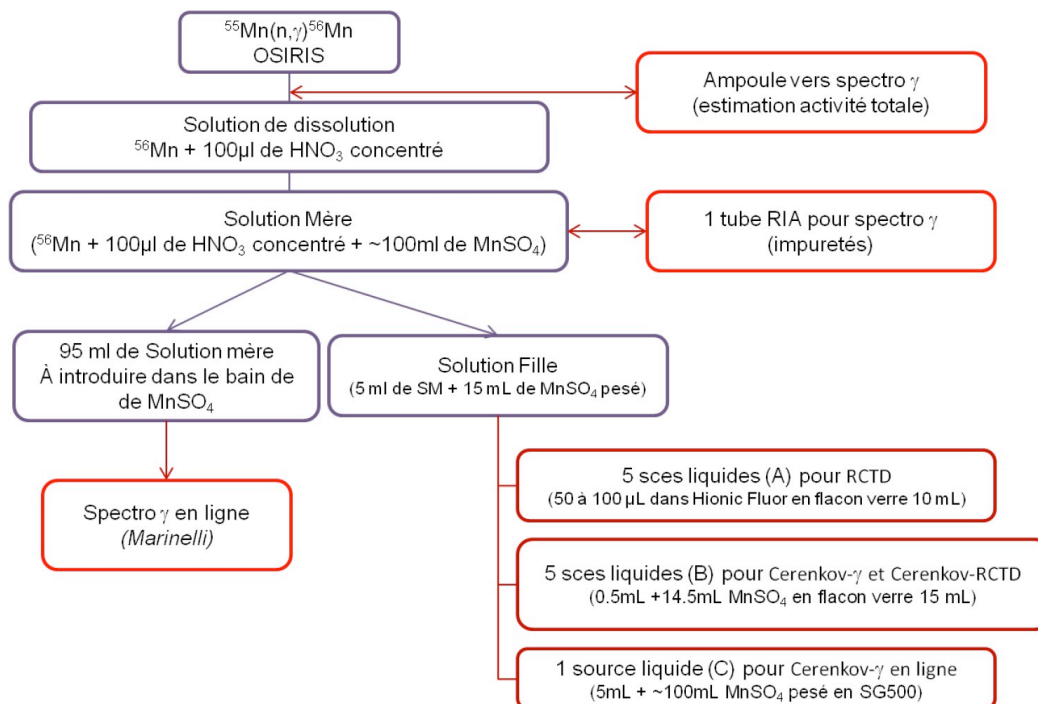 ⁵⁵Mn(n,γ)⁵⁶Mn
OSIRIS
Ampoule vers spectro γ
(estimation activité totale)
Solution de dissolution
⁵⁶Mn + 100µl de HNO₃ concentré
Solution Mère
(⁵⁶Mn + 100µl de HNO₃ concentré + ~100ml de MnSO₄)
1 tube RIA pour spectro γ
(impuretés)
95 ml de Solution mère
À introduire dans le bain de
de MnSO₄
Solution Fille
(5 ml de SM + 15 mL de MnSO₄ pesé)
Spectro γ en ligne
(Marinelli)
5 sces liquides (A) pour RCTD
(50 à 100 µL dans Hionic Fluor en flacon verre 10 mL)
5 sces liquides (B) pour Cerenkov-γ et Cerenkov-RCTD
(0.5mL +14.5mL MnSO₄ en flacon verre 15 mL)
1 source liquide (C) pour Cerenkov-γ en ligne
(5mL + ~100mL MnSO₄ pesé en SG500)